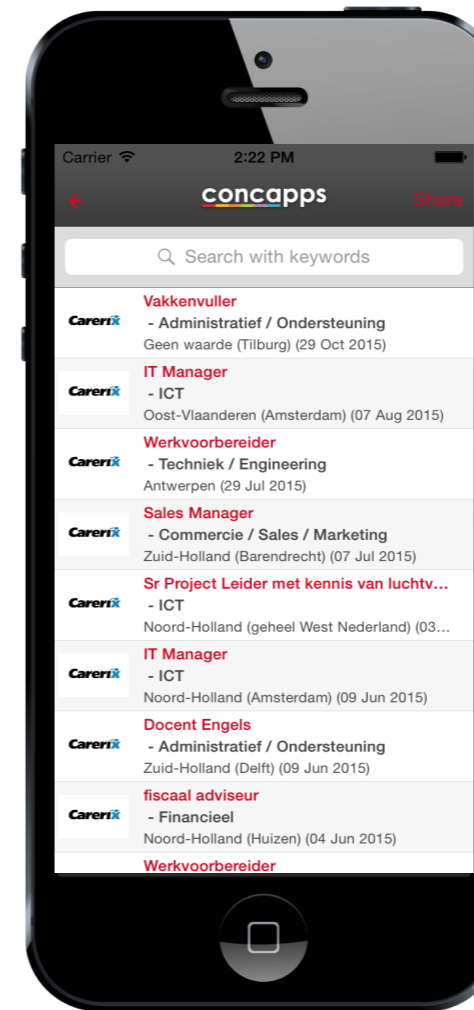 Carrier 2:22 PM
concapps
Share
Search with keywords
Vakkenvuller
Carerix
- Administratief / Ondersteuning
Geen waarde (Tilburg) (29 Oct 2015)
IT Manager
Carerix
- ICT
Oost-Vlaanderen (Amsterdam) (07 Aug 2015)
Werkvoorbereider
Carerix
- Techniek / Engineering
Antwerpen (29 Jul 2015)
Sales Manager
Carerix
- Commercie / Sales / Marketing
Zuid-Holland (Barendrecht) (07 Jul 2015)
Sr Project Leider met kennis van luchtv...
Carerix
- ICT
Noord-Holland (geheel West Nederland) (03...
IT Manager
Carerix
- ICT
Noord-Holland (Amsterdam) (09 Jun 2015)
Docent Engels
Carerix
- Administratief / Ondersteuning
Zuid-Holland (Delft) (09 Jun 2015)
fiscaal adviseur
Carerix
- Financieel
Noord-Holland (Huizen) (04 Jun 2015)
Werkvoorbereider